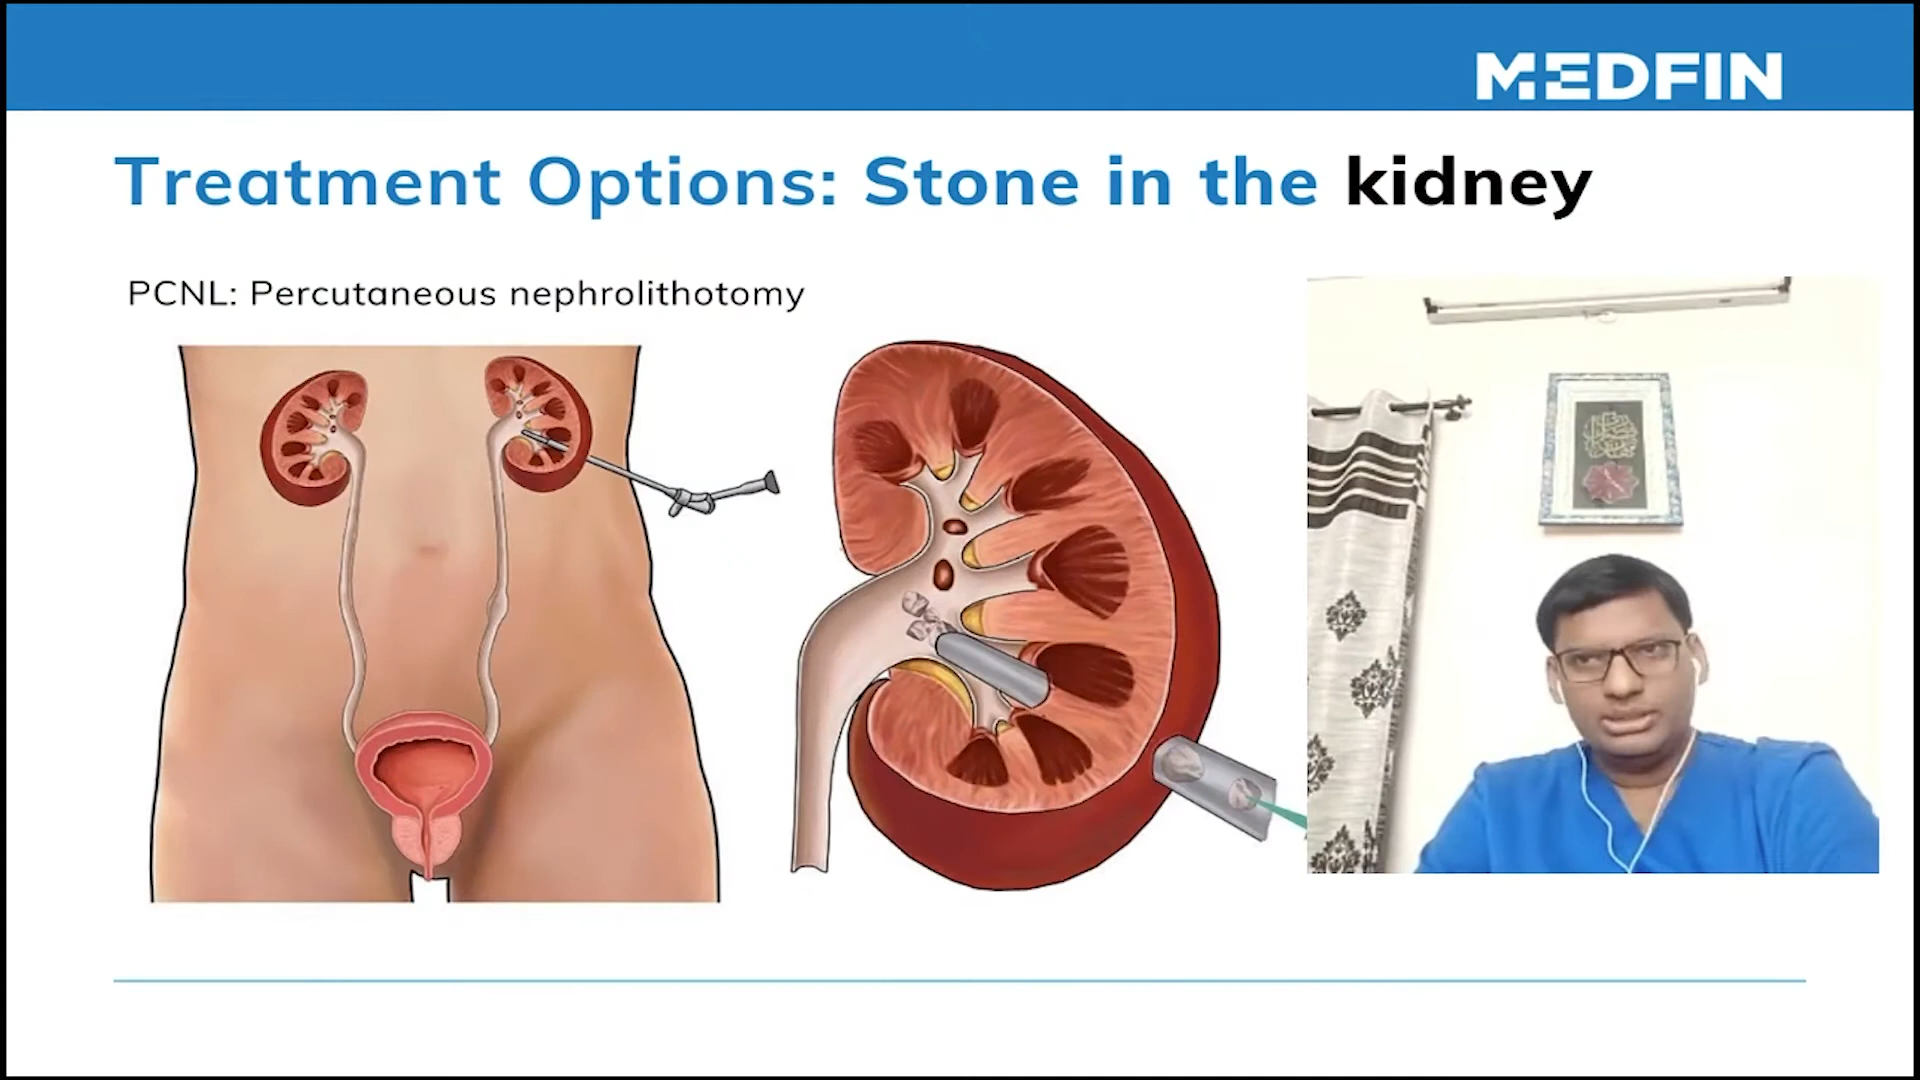 MEDFIN
Treatment Options: Stone in the kidney
PCNL: Percutaneous nephrolithotomy